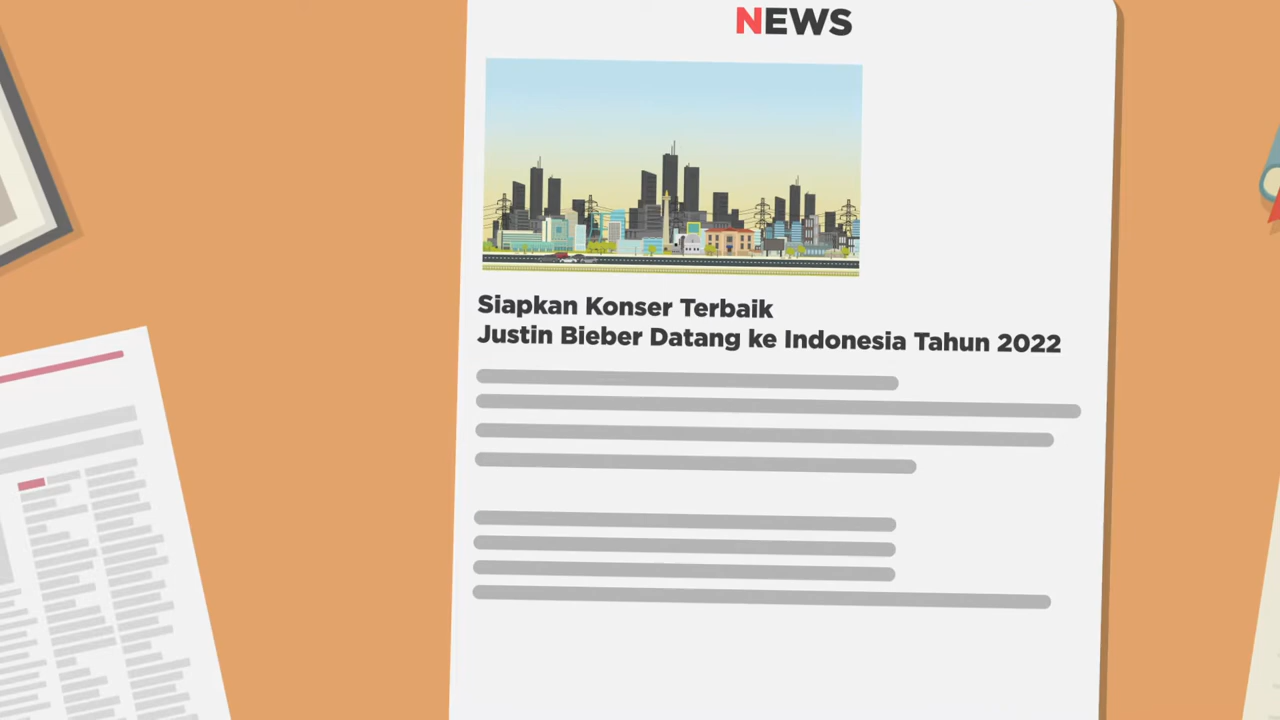 NEWS
Siapkan Konser Terbaik
Justin Bieber Datang ke Indonesia Tahun 2022